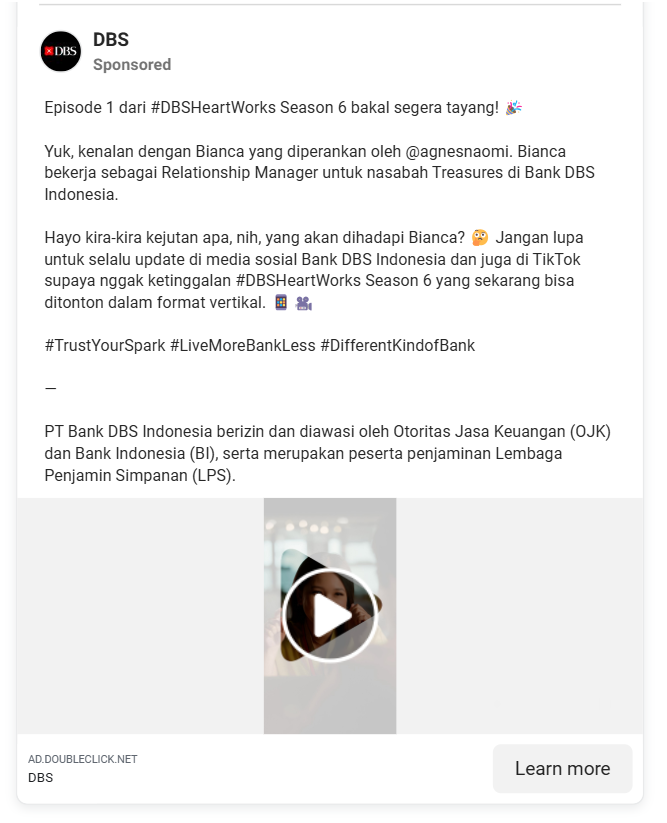 DBS
DBS
Sponsored
Episode 1 dari #DBSHeartWorks Season 6 bakal segera tayang! 🎉
Yuk, kenalan dengan Bianca yang diperankan oleh @agnesnaomi. Bianca
bekerja sebagai Relationship Manager untuk nasabah Treasures di Bank DBS
Indonesia.
Hayo kira-kira kejutan apa, nih, yang akan dihadapi Bianca? 🤔 Jangan lupa
untuk selalu update di media sosial Bank DBS Indonesia dan juga di TikTok
supaya nggak ketinggalan #DBSHeartWorks Season 6 yang sekarang bisa
ditonton dalam format vertikal. 📱 🎥
#TrustYourSpark #LiveMoreBankLess #DifferentKindofBank
—
PT Bank DBS Indonesia berizin dan diawasi oleh Otoritas Jasa Keuangan (OJK)
dan Bank Indonesia (BI), serta merupakan peserta penjaminan Lembaga
Penjamin Simpanan (LPS).
AD.DOUBLECLICK.NET
DBS
Learn more